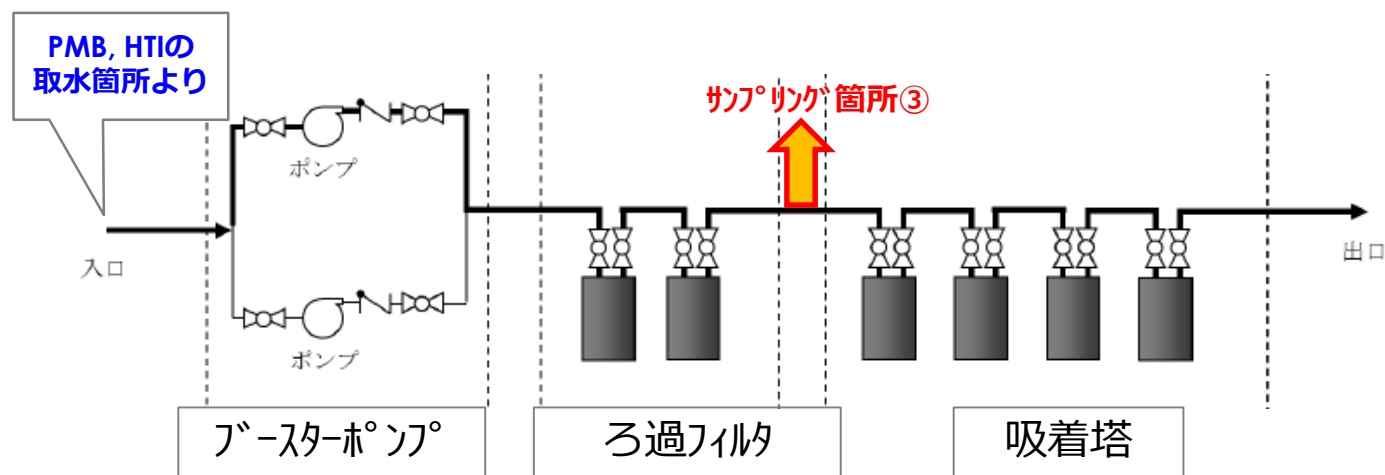 PMB, HTIの
取水箇所より
ｻﾝﾌﾟﾘﾝｸﾞ箇所③
ポンプ
入口
出口
ポンプ
ﾌﾞｰｽﾀｰﾎﾟﾝﾌﾟ
ろ過ﾌｨﾙﾀ
吸着塔